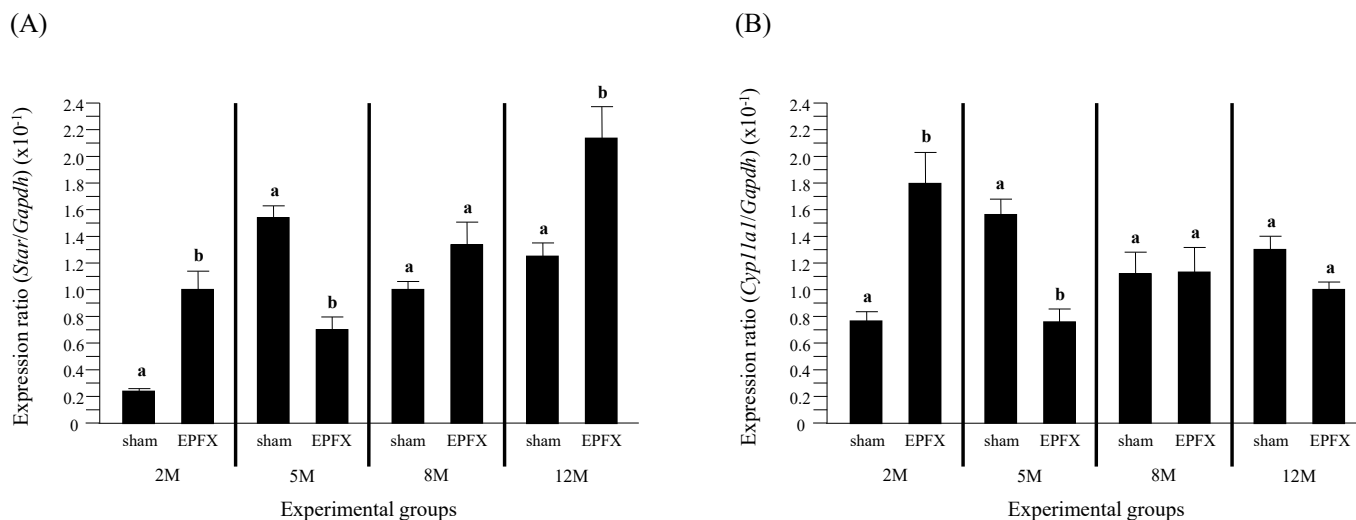 (A)
Expression ratio (Star/Gapdh) (x10-1)
2.4
2.2
2.0
1.8
1.6
1.4
1.2
1.0
0.8
0.6
0.4
0.2
0
a
b
a
b
a
a
a
b
sham EPFX sham EPFX sham EPFX sham EPFX
2M 5M 8M 12M
Experimental groups
(B)
Expression ratio (Cyp11a1/Gapdh) (x10-1)
2.4
2.2
2.0
1.8
1.6
1.4
1.2
1.0
0.8
0.6
0.4
0.2
0
a
b
a
b
a
a
a
a
sham EPFX sham EPFX sham EPFX sham EPFX
2M 5M 8M 12M
Experimental groups